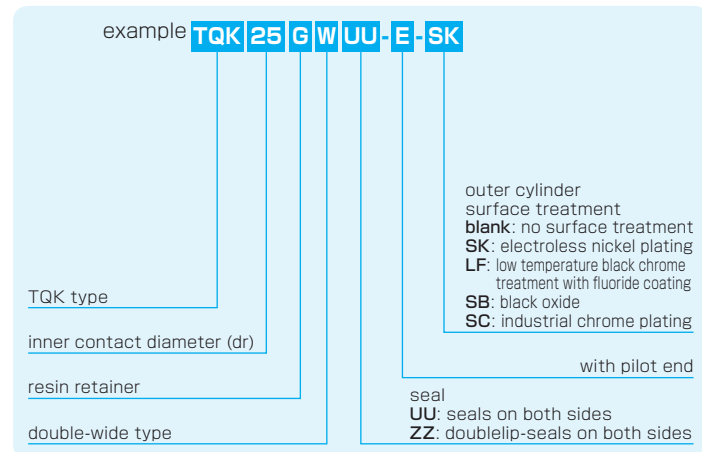 example TQK 25 G W UU - E - SK
outer cylinder
surface treatment
blank: no surface treatment
SK: electroless nickel plating
LF: low temperature black chrome
treatment with fluoride coating
SB: black oxide
SC: industrial chrome plating
TQK type
inner contact diameter (dr)
with pilot end
resin retainer
seal
UU: seals on both sides
ZZ: doublelip-seals on both sides
double-wide type